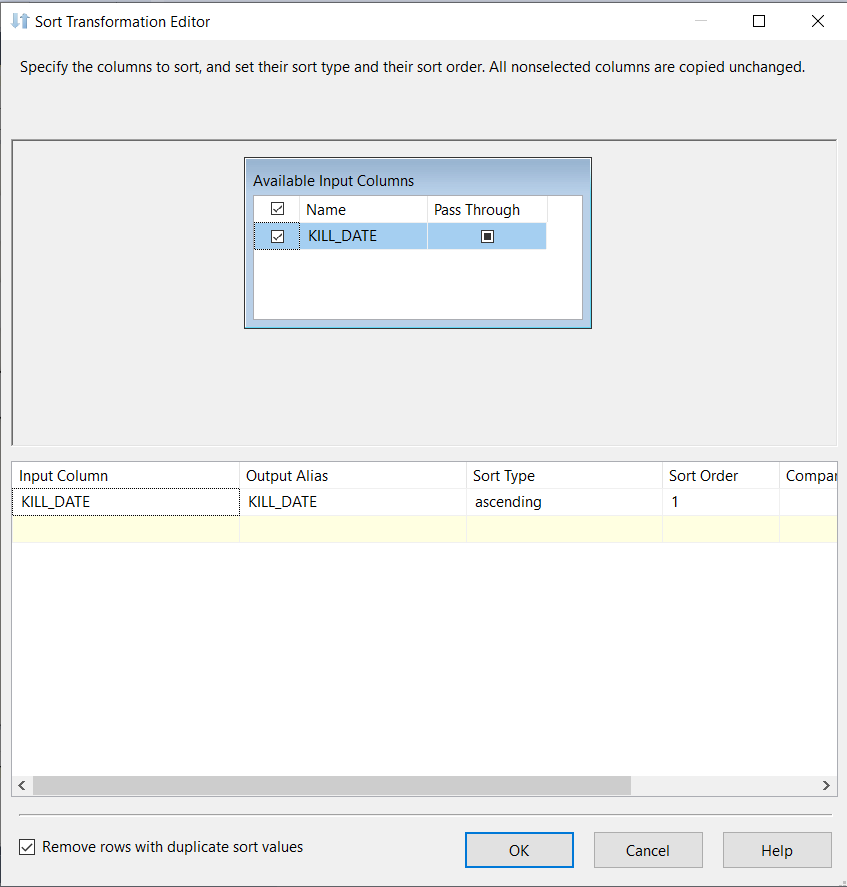 Sort Transformation Editor
Specify the columns to sort, and set their sort type and their sort order. All nonselected columns are copied unchanged.
Available Input Columns
Name Pass Through
KILL_DATE
Input Column Output Alias Sort Type Sort Order Compar
KILL_DATE KILL_DATE ascending 1
Remove rows with duplicate sort values OK Cancel Help